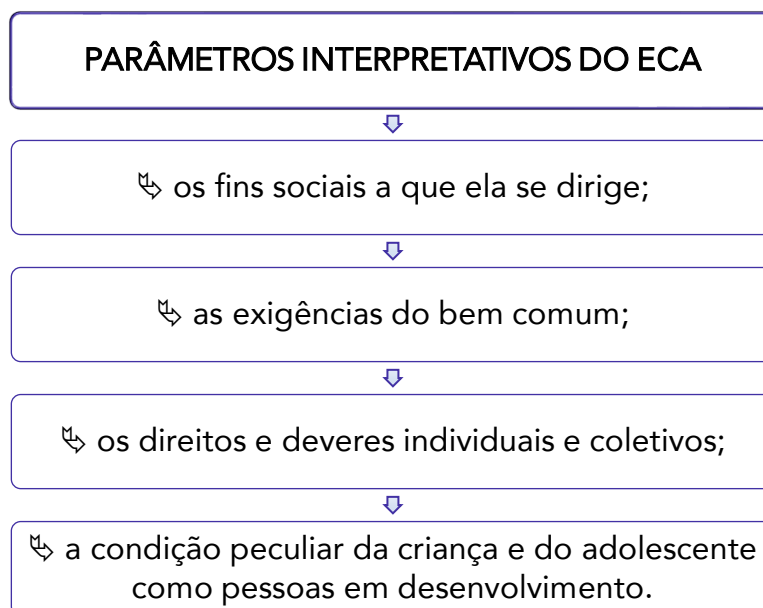 PARÂMETROS INTERPRETATIVOS DO ECA
↳ os fins sociais a que ela se dirige;
↳ as exigências do bem comum;
↳ os direitos e deveres individuais e coletivos;
↳ a condição peculiar da criança e do adolescente
como pessoas em desenvolvimento.